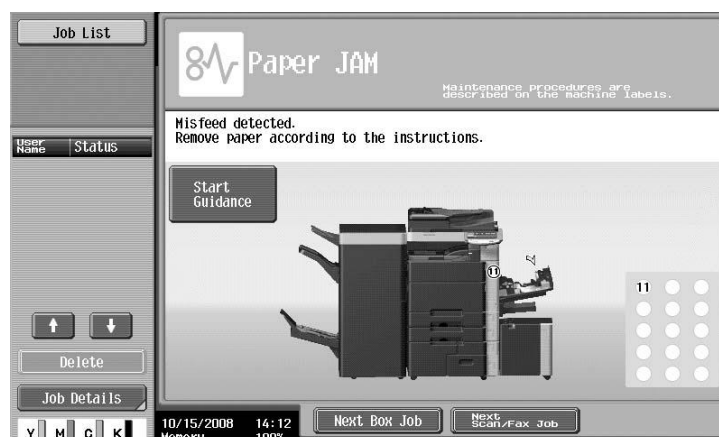 Job List
Paper JAM
Maintenance procedures are
described on the machine labels.
Misfeed detected.
Remove paper according to the instructions.
User
Name
Status
Start
Guidance
11
11
Delete
Job Details
Y M C K
10/15/2008 14:12
Memory 100%
Next Box Job
Next
Scan/Fax Job